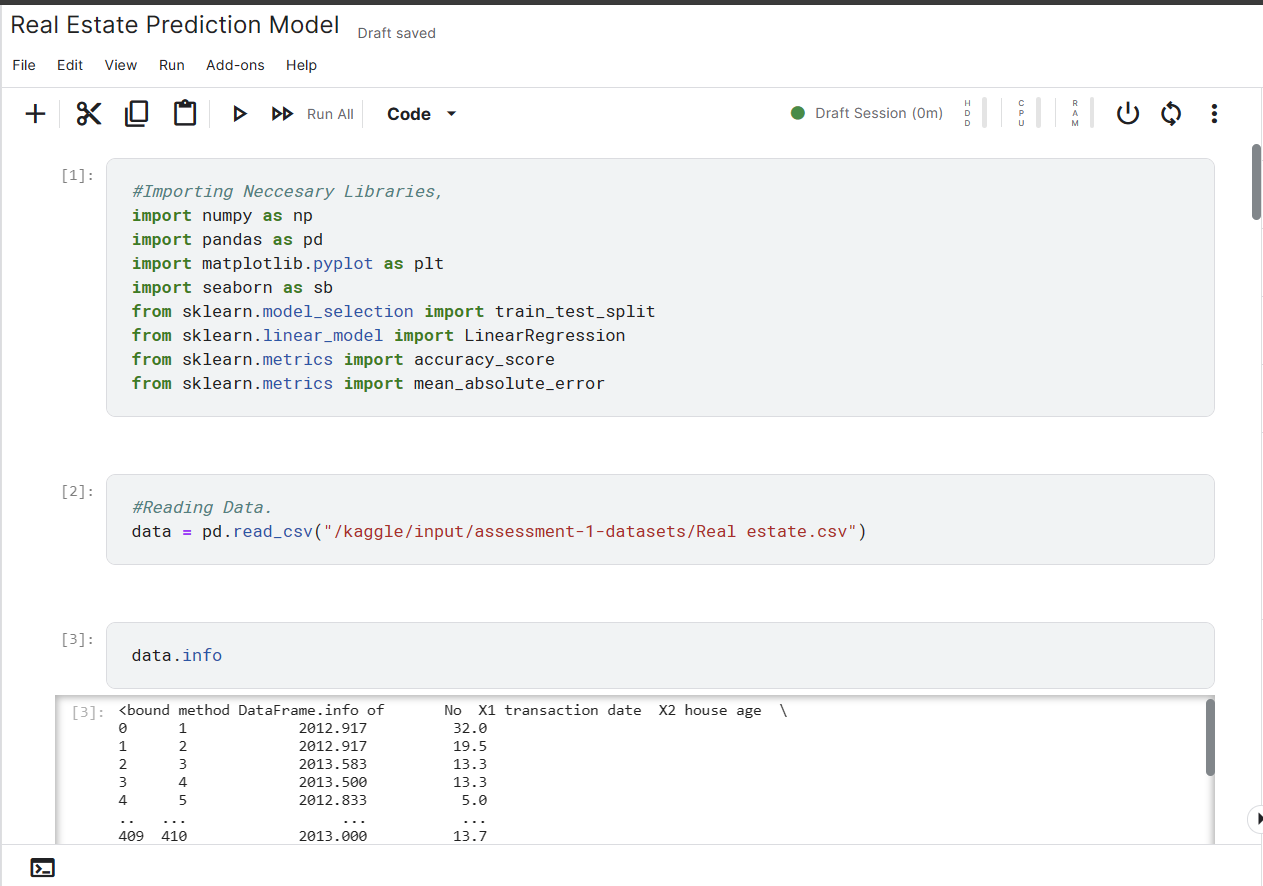 Real Estate Prediction Model Draft saved
File Edit View Run Add-ons Help
Run All Code Draft Session (0m) HDD CPU RAM
[1]:
#Importing Neccesary Libraries,
import numpy as np
import pandas as pd
import matplotlib.pyplot as plt
import seaborn as sb
from sklearn.model_selection import train_test_split
from sklearn.linear_model import LinearRegression
from sklearn.metrics import accuracy_score
from sklearn.metrics import mean_absolute_error
[2]:
#Reading Data.
data = pd.read_csv("/kaggle/input/assessment-1-datasets/Real estate.csv")
[3]:
data.info
[3]: <bound method DataFrame.info of       No  X1 transaction date  X2 house age  \
0      1             2012.917          32.0
1      2             2012.917          19.5
2      3             2013.583          13.3
3      4             2013.500          13.3
4      5             2012.833           5.0
..   ...                  ...           ...
409  410             2013.000          13.7